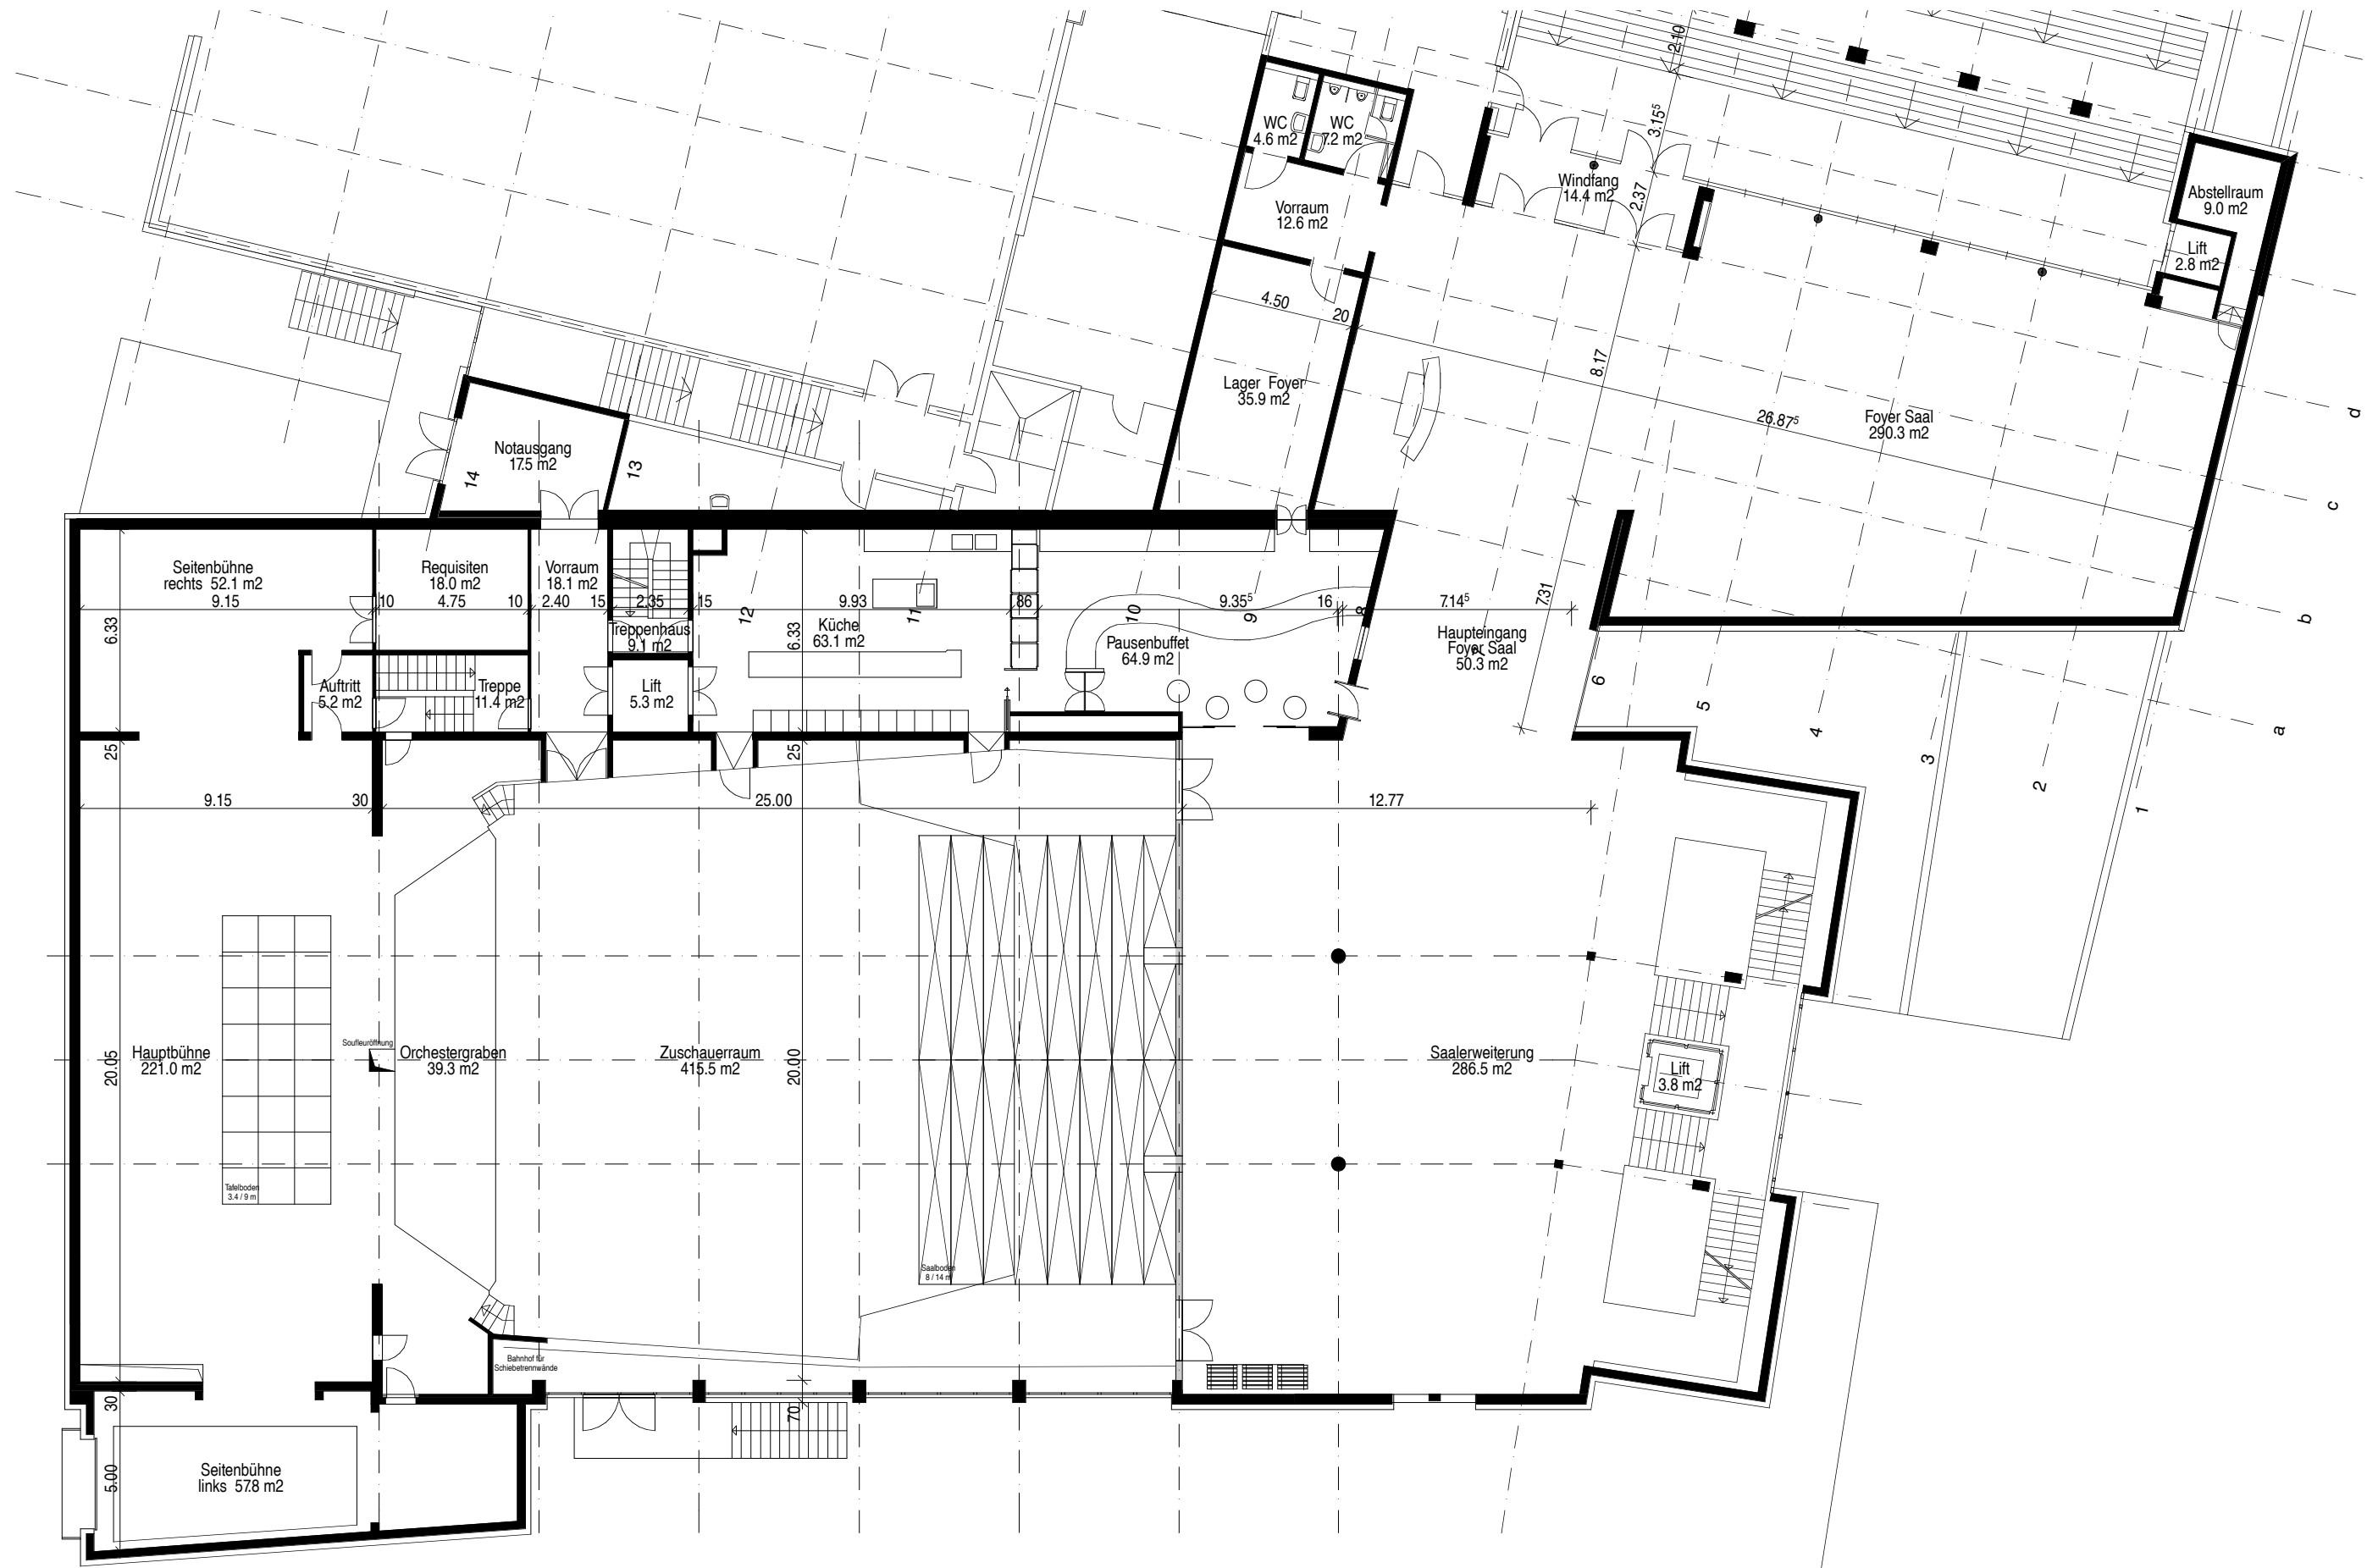 2.10
3.15⁵
WC
4.6 m2
WC
7.2 m2
Windfang
14.4 m2
2.37
Abstellraum
9.0 m2
Vorraum
12.6 m2
Lift
2.8 m2
4.50
20
8.17
Lager Foyer
35.9 m2
26.87⁵
Foyer Saal
290.3 m2
d
Notausgang
17.5 m2
14
13
c
Seitenbühne
rechts 52.1 m2
9.15
10
Requisiten
18.0 m2
4.75
10
Vorraum
18.1 m2
2.40
15
2.35
15
9.93
86
9.35⁵
16
7.14⁵
7.31
6.33
12
11
10
9
8
b
Treppenhaus
9.1 m2
Küche
63.1 m2
6.33
Pausenbuffet
64.9 m2
Haupteingang
Foyer Saal
50.3 m2
7
6
5
4
3
2
1
a
Auftritt
5.2 m2
Treppe
11.4 m2
Lift
5.3 m2
25
25
9.15
30
25.00
12.77
Soufleuröffnung
20.05
Hauptbühne
221.0 m2
Orchestergraben
39.3 m2
Zuschauerraum
415.5 m2
20.00
Saalerweiterung
286.5 m2
Lift
3.8 m2
Tafelboden
3.4 / 9 m
Saalboden
8 / 14 m
Bahnhof für
Schiebetrennwände
30
70
5.00
Seitenbühne
links 57.8 m2